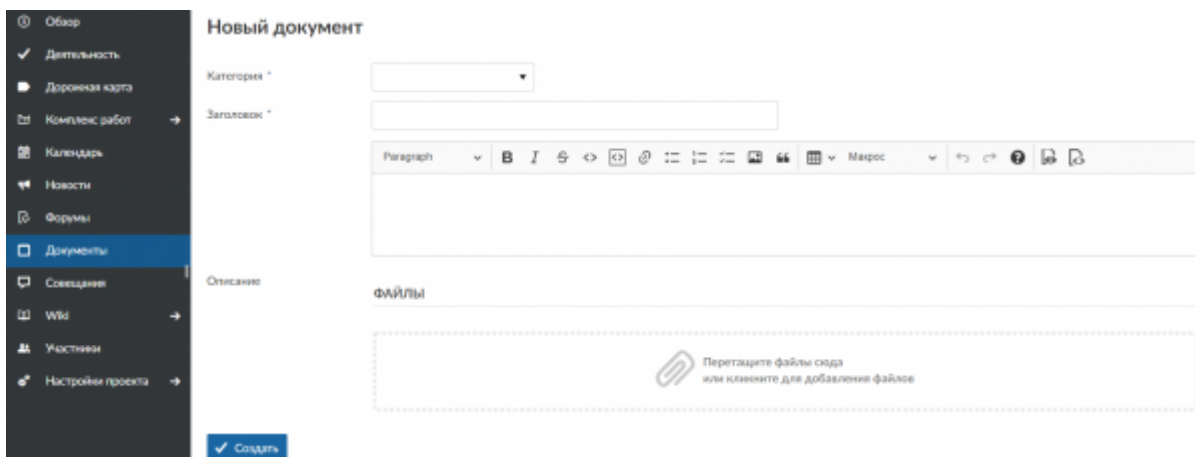 Обзор
Деятельность
Дорожная карта
Комплекс работ
Календарь
Новости
Форумы
Документы
Совещания
Wiki
Участники
Настройки проекта
Новый документ
Категория *
Заголовок *
Paragraph B I S Макрос
Описание
ФАЙЛЫ
Перетащите файлы сюда
или кликните для добавления файлов
Создать